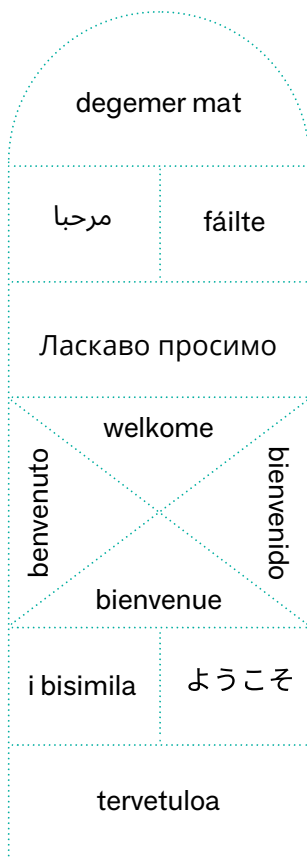 degemer mat
مرحبا
fáilte
Ласкаво просимо
welkome
benvenuto
bienvenido
bienvenue
i bisimila
ようこそ
tervetuloa